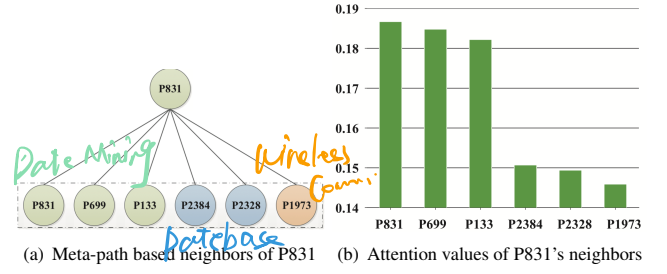 P831
Date Mining
Wireless
Comm.
P831 P699 P133 P2384 P2328 P1973
Datebase
(a) Meta-path based neighbors of P831
0.19
0.18
0.17
0.16
0.15
0.14
P831 P699 P133 P2384 P2328 P1973
(b) Attention values of P831's neighbors